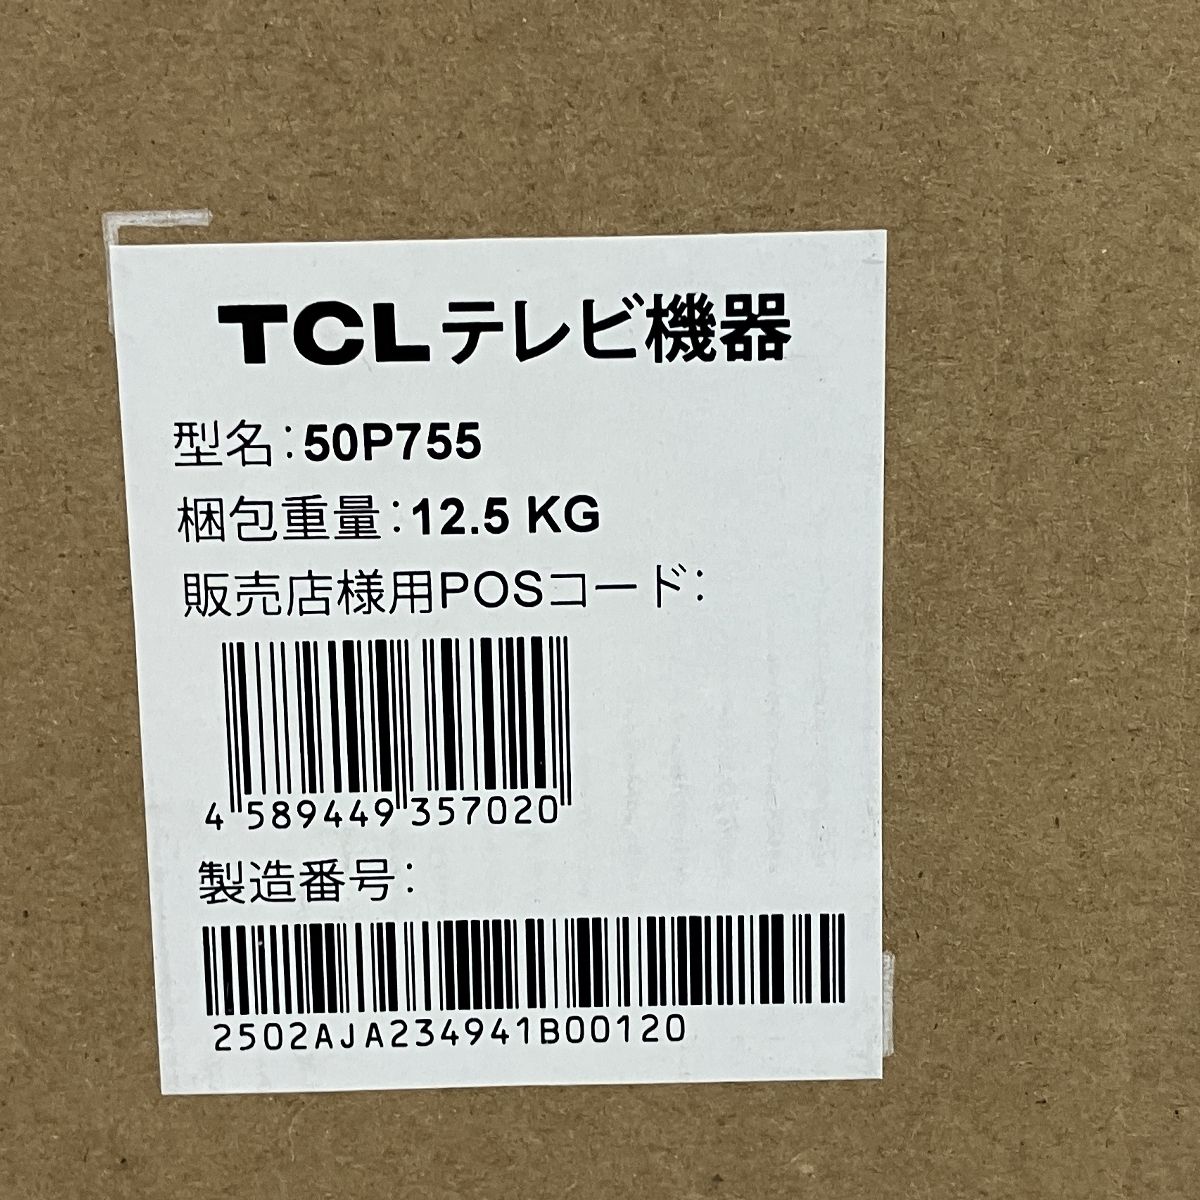 TCLテレビ機器
型名:50P755
梱包重量:12.5 KG
販売店様用POSコード:
4 589449 357020
製造番号:
2502AJA234941B00120